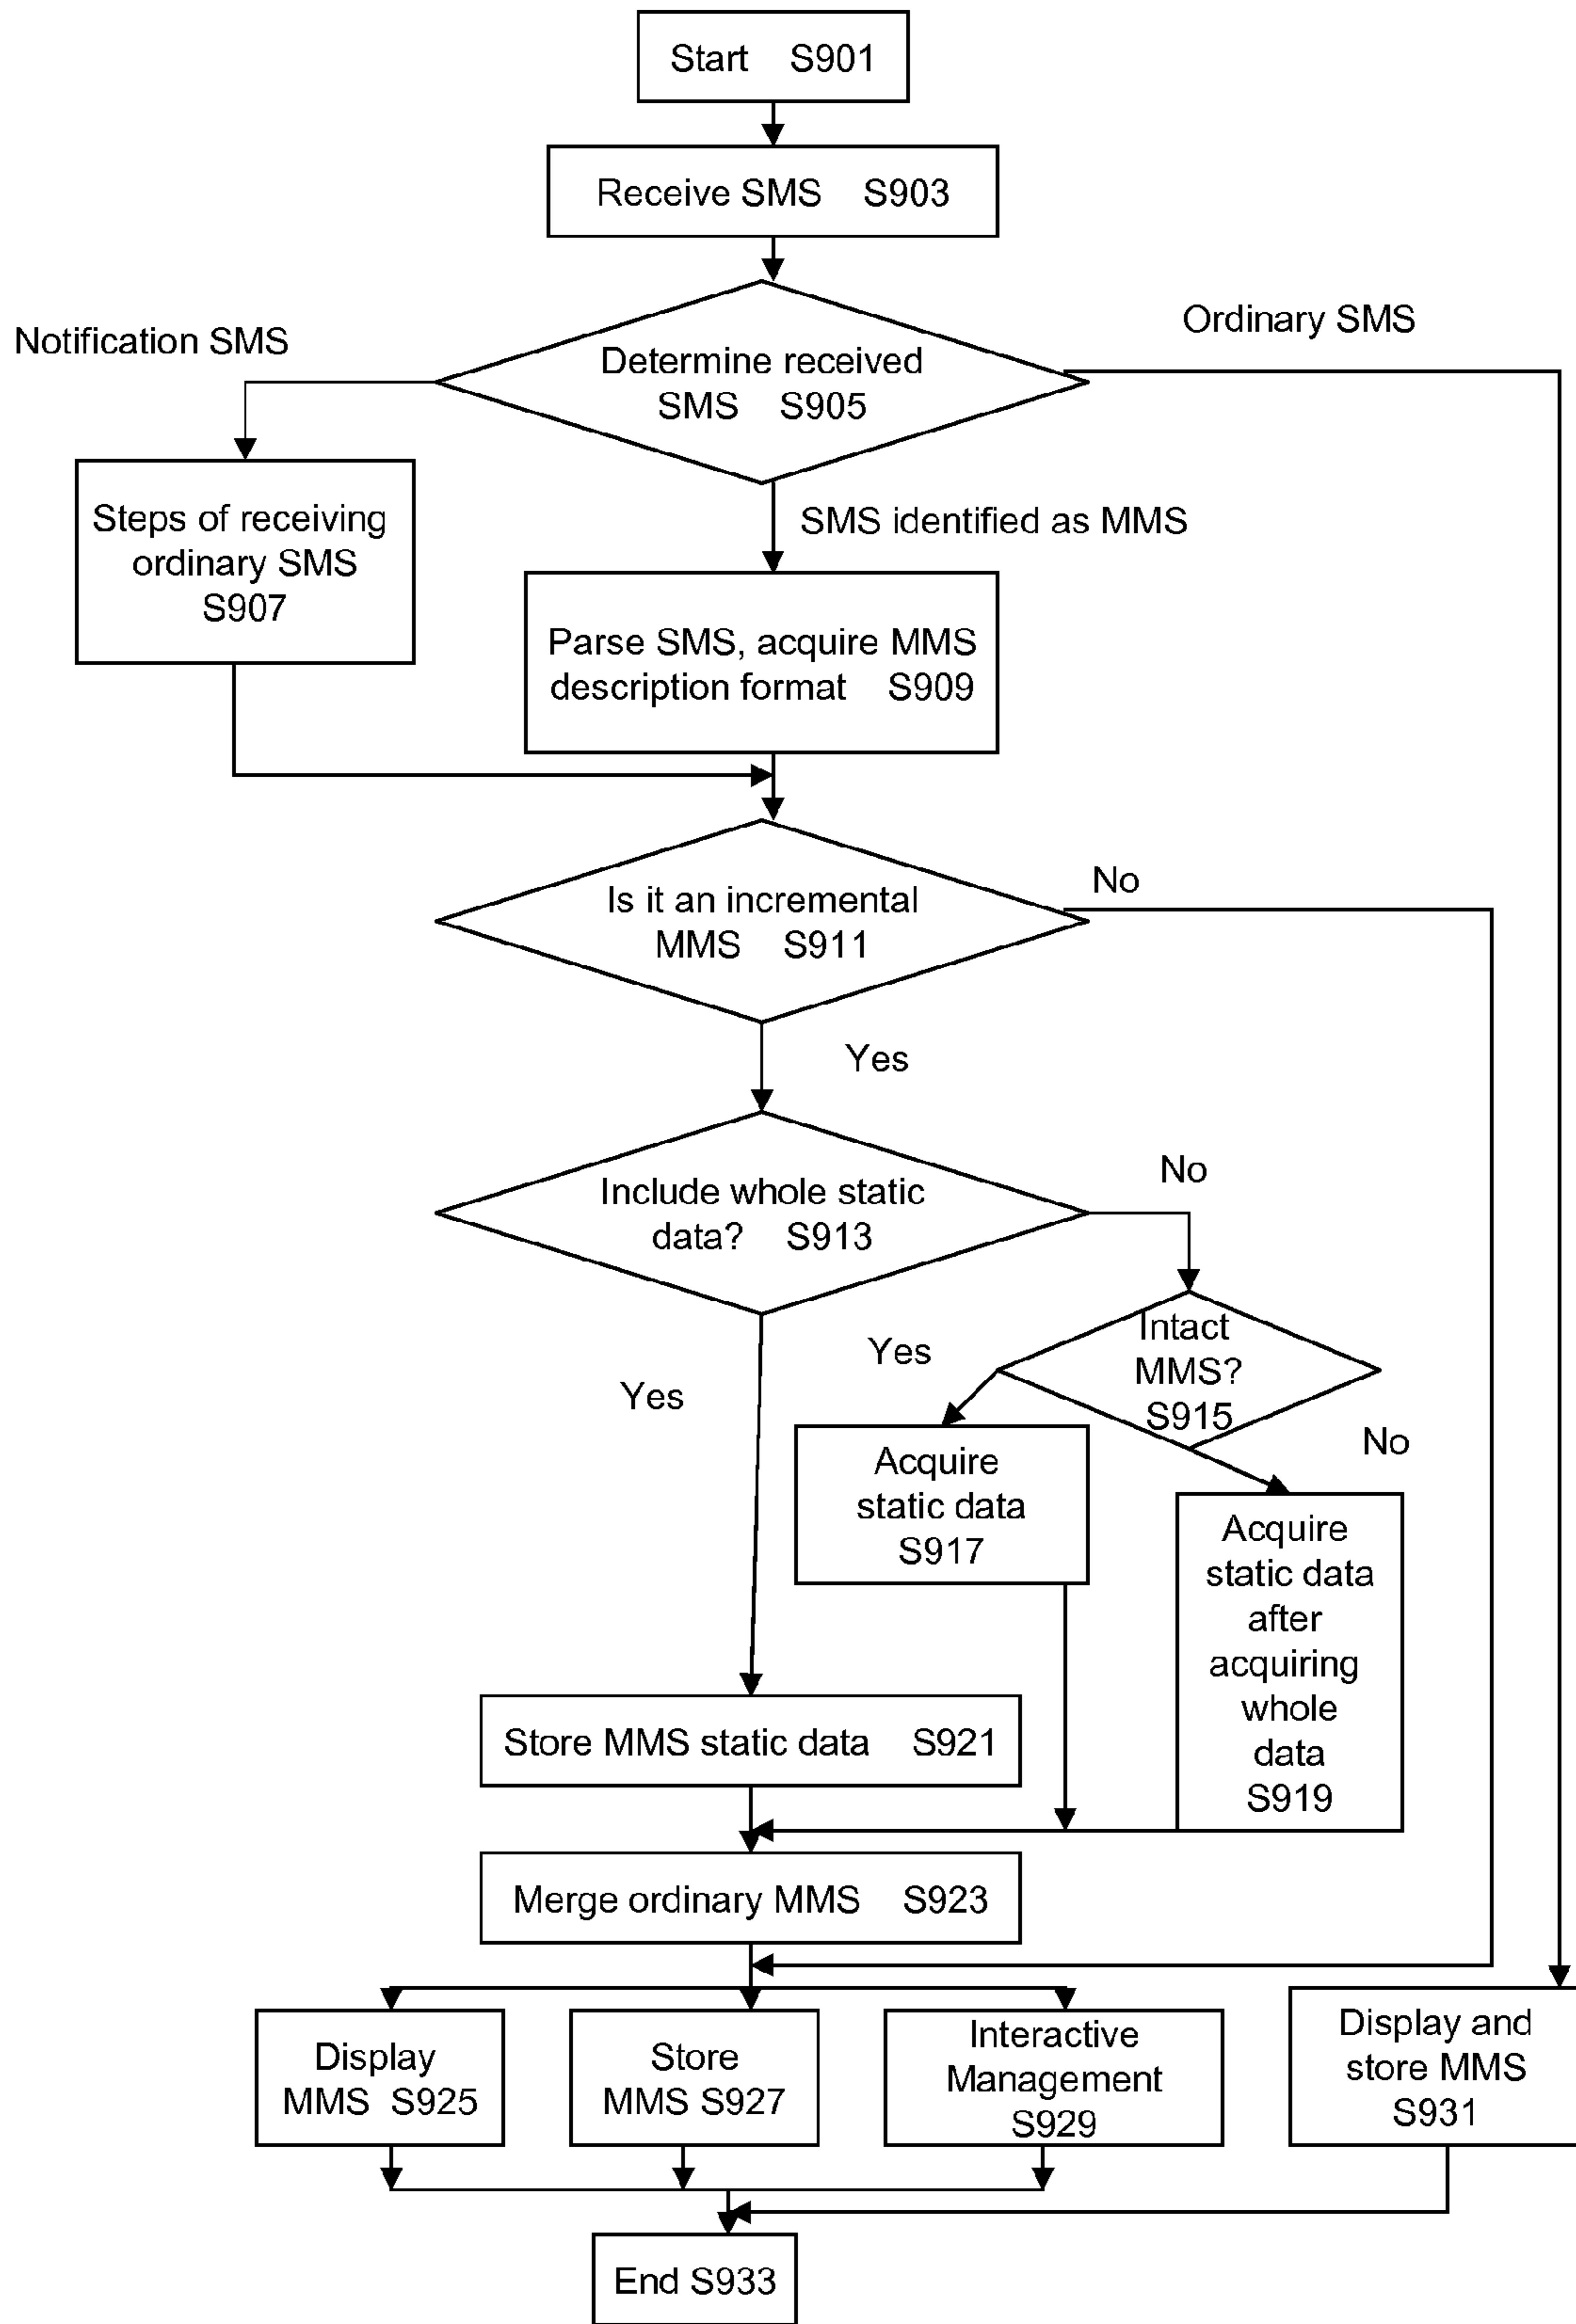 Start S901
Receive SMS S903
Ordinary SMS
Notification SMS
Determine received
SMS S905
Steps of receiving
ordinary SMS
S907
SMS identified as MMS
Parse SMS, acquire MMS
description format S909
Is it an incremental
MMS S911
No
Yes
Include whole static
data? S913
No
Intact
MMS?
S915
Yes
Yes
No
Acquire
static data
S917
Acquire
static data
after
acquiring
whole
data
S919
Store MMS static data S921
Merge ordinary MMS S923
Display
MMS S925
Store
MMS S927
Interactive
Management
S929
Display and
store MMS
S931
End S933